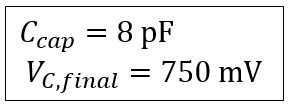 C_cap = 8 pF
V_C,final = 750 mV